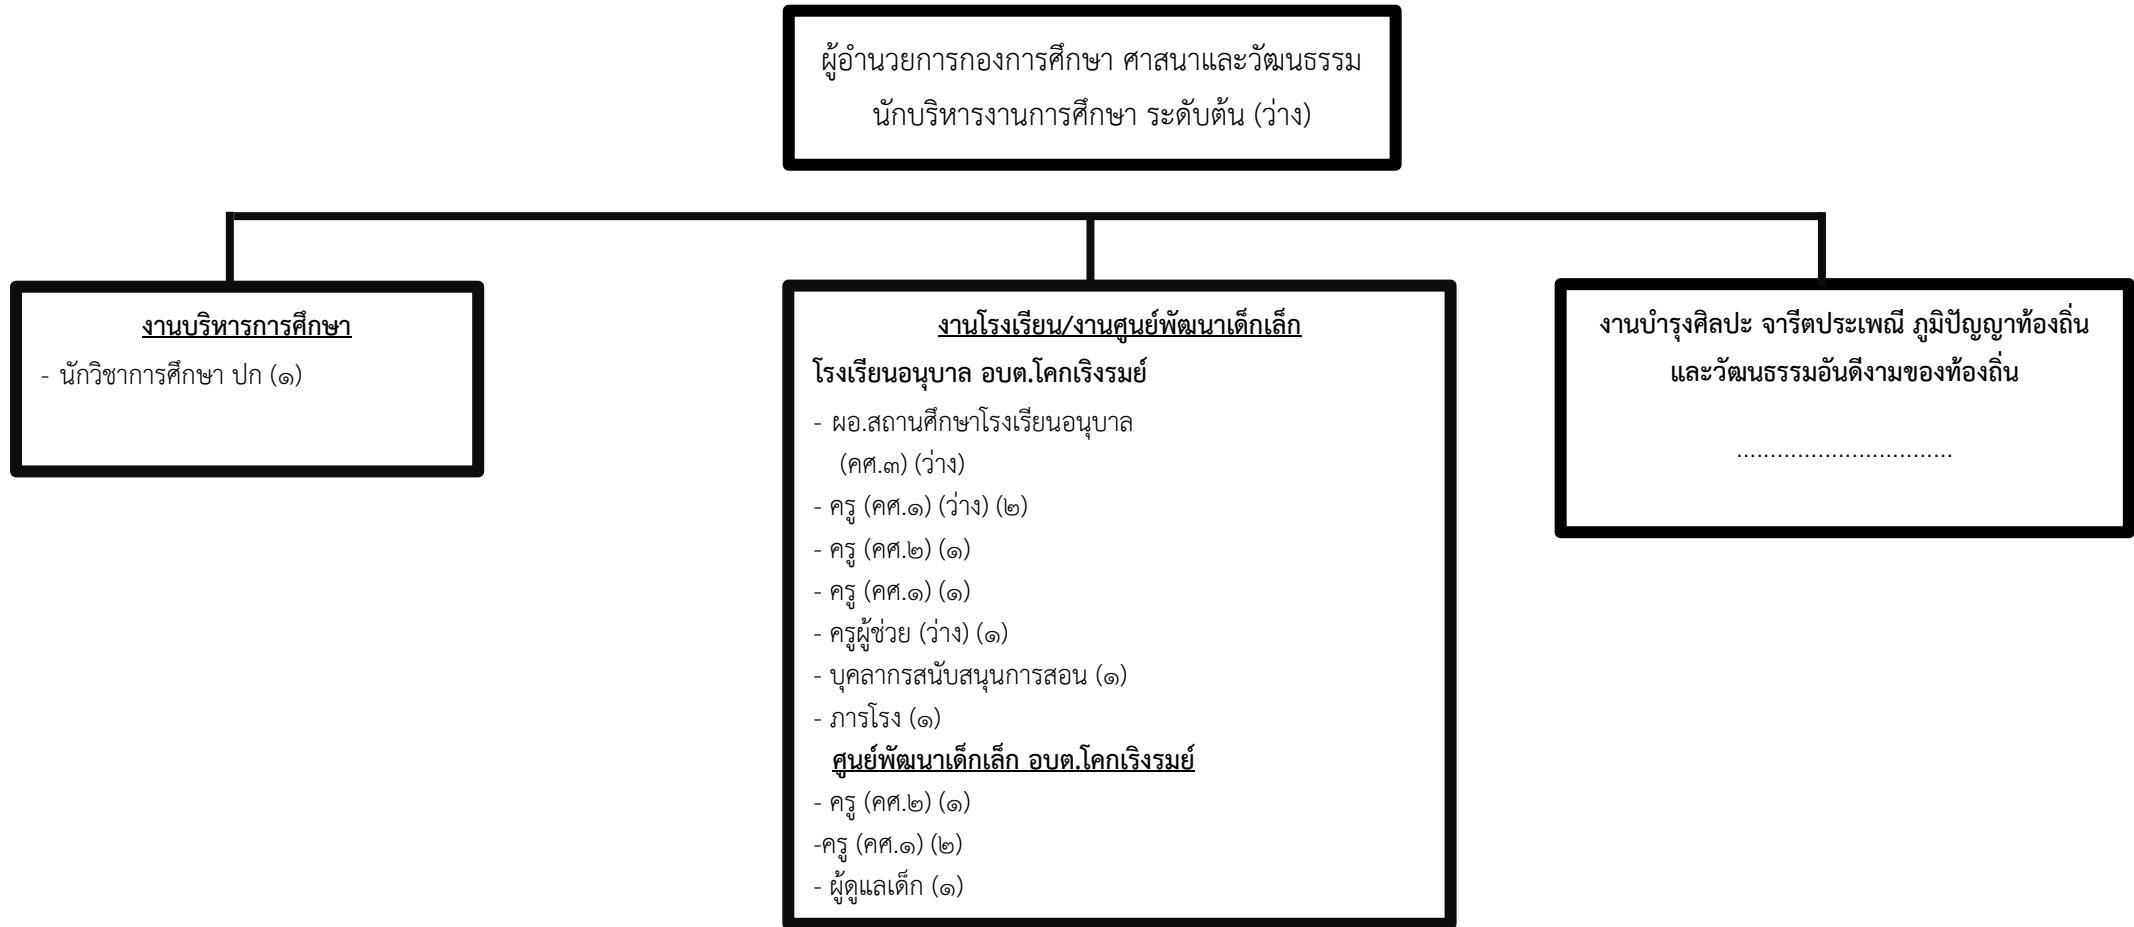 ผู้อำนวยการกองการศึกษา ศาสนาและวัฒนธรรม
นักบริหารงานการศึกษา ระดับต้น (ว่าง)
งานบริหารการศึกษา
- นักวิชาการศึกษา ปก (๑)
งานโรงเรียน/งานศูนย์พัฒนาเด็กเล็ก
โรงเรียนอนุบาล อบต.โคกเริงรมย์
- ผอ.สถานศึกษาโรงเรียนอนุบาล
(คศ.๓) (ว่าง)
- ครู (คศ.๑) (ว่าง) (๒)
- ครู (คศ.๒) (๑)
- ครู (คศ.๑) (๑)
- ครูผู้ช่วย (ว่าง) (๑)
- บุคลากรสนับสนุนการสอน (๑)
- ภารโรง (๑)
ศูนย์พัฒนาเด็กเล็ก อบต.โคกเริงรมย์
- ครู (คศ.๒) (๑)
-ครู (คศ.๑) (๒)
- ผู้ดูแลเด็ก (๑)
งานบำรุงศิลปะ จารีตประเพณี ภูมิปัญญาท้องถิ่น
และวัฒนธรรมอันดีงามของท้องถิ่น
................................